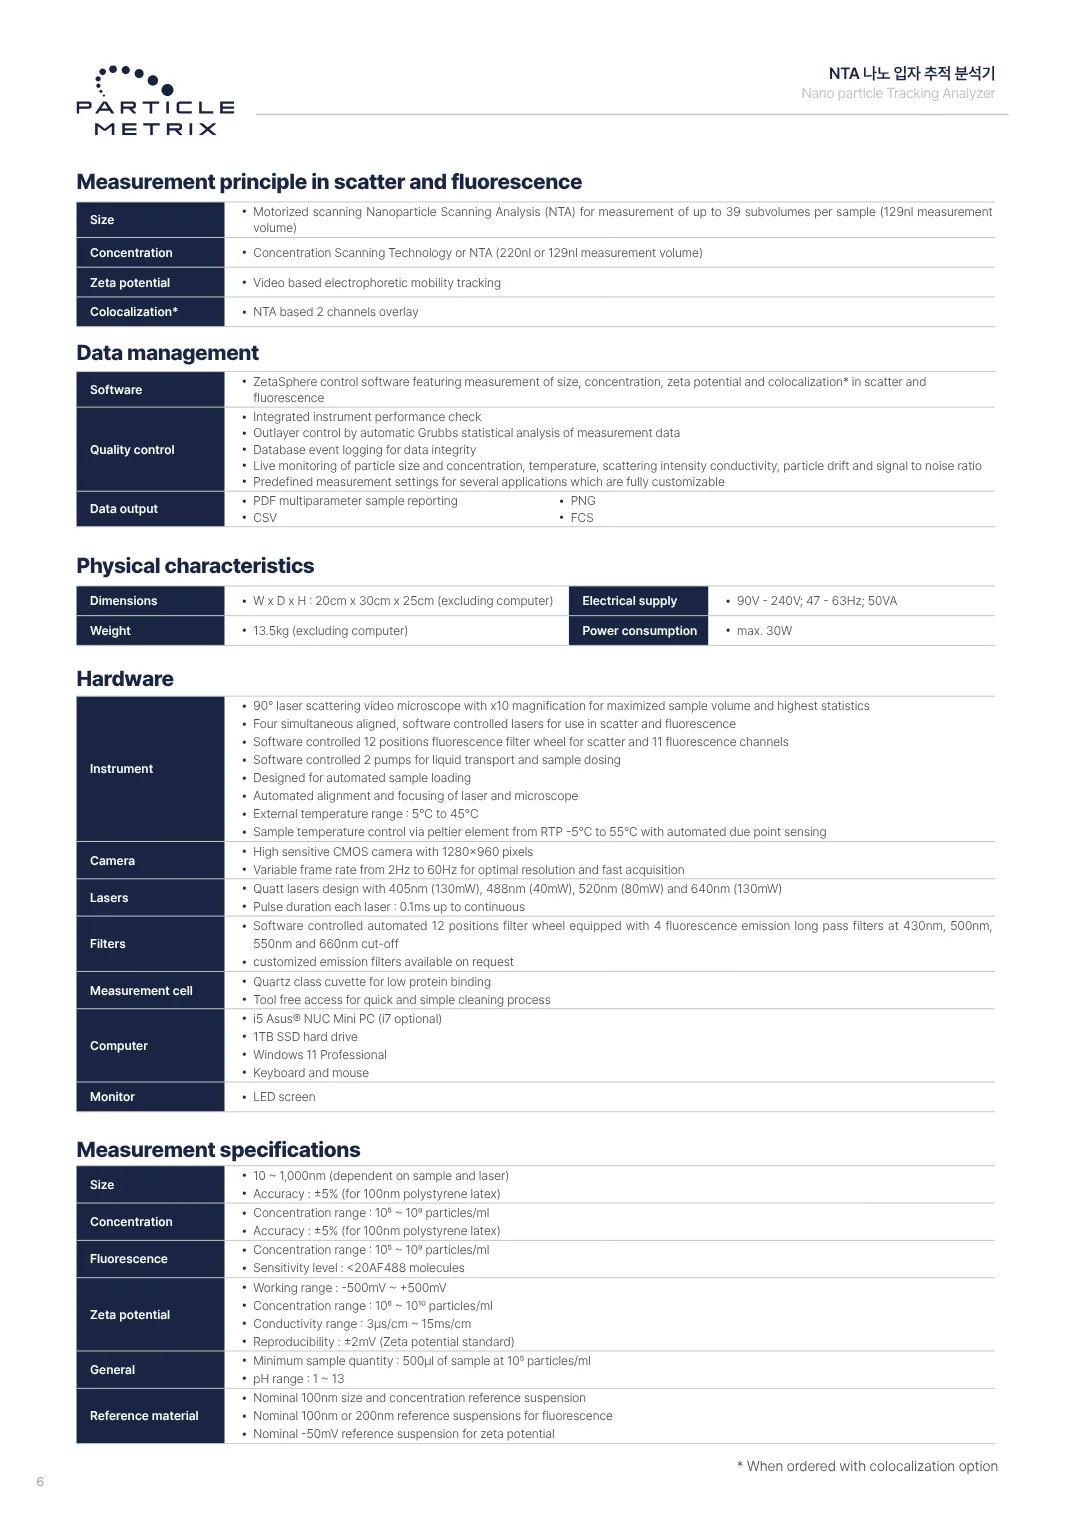 PARTICLE
METRIX
NTA 나노 입자 추적 분석기
Nano particle Tracking Analyzer
Measurement principle in scatter and fluorescence
Size
• Motorized scanning Nanoparticle Scanning Analysis (NTA) for measurement of up to 39 subvolumes per sample (129nl measurement
volume)
Concentration
• Concentration Scanning Technology or NTA (220nl or 129nl measurement volume)
Zeta potential
• Video based electrophoretic mobility tracking
Colocalization*
• NTA based 2 channels overlay
Data management
Software
• ZetaSphere control software featuring measurement of size, concentration, zeta potential and colocalization* in scatter and
fluorescence
Quality control
• Integrated instrument performance check
• Outlayer control by automatic Grubbs statistical analysis of measurement data
• Database event logging for data integrity
• Live monitoring of particle size and concentration, temperature, scattering intensity conductivity, particle drift and signal to noise ratio
• Predefined measurement settings for several applications which are fully customizable
Data output
• PDF multiparameter sample reporting • PNG
• CSV • FCS
Physical characteristics
Dimensions • W x D x H : 20cm x 30cm x 25cm (excluding computer) Electrical supply • 90V - 240V; 47 - 63Hz; 50VA
Weight • 13.5kg (excluding computer) Power consumption • max. 30W
Hardware
Instrument
• 90° laser scattering video microscope with x10 magnification for maximized sample volume and highest statistics
• Four simultaneous aligned, software controlled lasers for use in scatter and fluorescence
• Software controlled 12 positions fluorescence filter wheel for scatter and 11 fluorescence channels
• Software controlled 2 pumps for liquid transport and sample dosing
• Designed for automated sample loading
• Automated alignment and focusing of laser and microscope
• External temperature range : 5°C to 45°C
• Sample temperature control via peltier element from RTP -5°C to 55°C with automated due point sensing
Camera
• High sensitive CMOS camera with 1280×960 pixels
• Variable frame rate from 2Hz to 60Hz for optimal resolution and fast acquisition
Lasers
• Quatt lasers design with 405nm (130mW), 488nm (40mW), 520nm (80mW) and 640nm (130mW)
• Pulse duration each laser : 0.1ms up to continuous
Filters
• Software controlled automated 12 positions filter wheel equipped with 4 fluorescence emission long pass filters at 430nm, 500nm,
550nm and 660nm cut-off
• customized emission filters available on request
Measurement cell
• Quartz class cuvette for low protein binding
• Tool free access for quick and simple cleaning process
Computer
• i5 Asus® NUC Mini PC (i7 optional)
• 1TB SSD hard drive
• Windows 11 Professional
• Keyboard and mouse
Monitor
• LED screen
Measurement specifications
Size
• 10 ~ 1,000nm (dependent on sample and laser)
• Accuracy : ±5% (for 100nm polystyrene latex)
Concentration
• Concentration range : 10⁵ ~ 10⁹ particles/ml
• Accuracy : ±5% (for 100nm polystyrene latex)
Fluorescence
• Concentration range : 10⁵ ~ 10⁹ particles/ml
• Sensitivity level : <20AF488 molecules
Zeta potential
• Working range : -500mV ~ +500mV
• Concentration range : 10⁶ ~ 10¹⁰ particles/ml
• Conductivity range : 3µs/cm ~ 15ms/cm
• Reproducibility : ±2mV (Zeta potential standard)
General
• Minimum sample quantity : 500µl of sample at 10⁵ particles/ml
• pH range : 1 ~ 13
Reference material
• Nominal 100nm size and concentration reference suspension
• Nominal 100nm or 200nm reference suspensions for fluorescence
• Nominal -50mV reference suspension for zeta potential
* When ordered with colocalization option
6